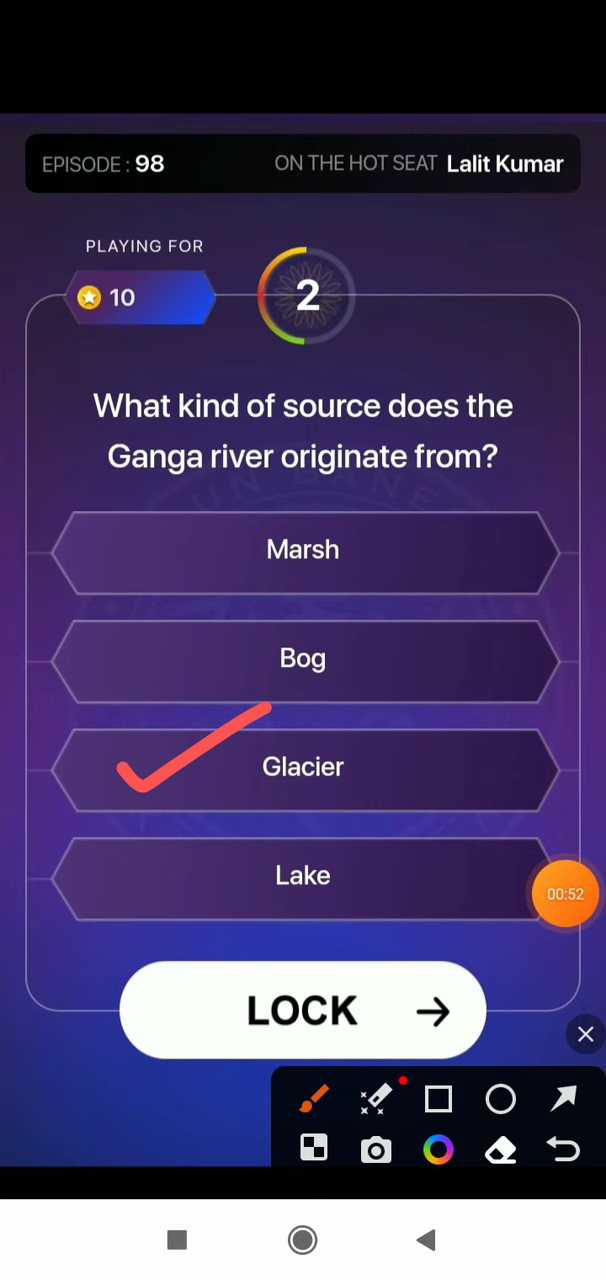 EPISODE : 98
ON THE HOT SEAT Lalit Kumar
PLAYING FOR
10
2
What kind of source does the
Ganga river originate from?
Marsh
Bog
Glacier
Lake
00:52
LOCK